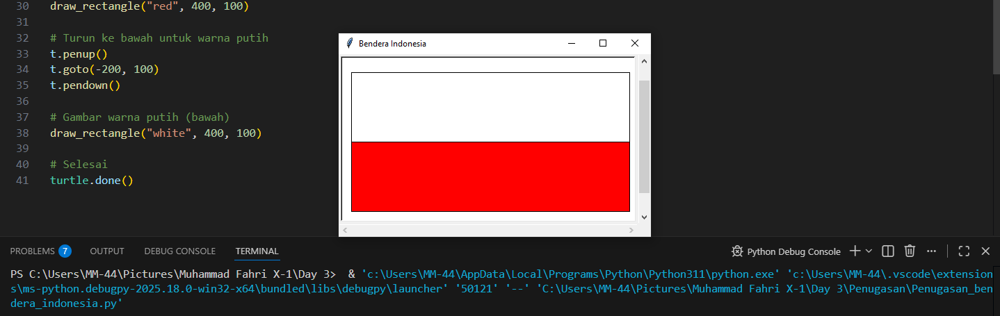 30 draw_rectangle("red", 400, 100)
31
32 # Turun ke bawah untuk warna putih
33 t.penup()
34 t.goto(-200, 100)
35 t.pendown()
36
37 # Gambar warna putih (bawah)
38 draw_rectangle("white", 400, 100)
39
40 # Selesai
41 turtle.done()
Bendera Indonesia
PROBLEMS 7 OUTPUT DEBUG CONSOLE TERMINAL Python Debug Console
PS C:\Users\MM-44\Pictures\Muhammad Fahri X-1\Day 3>  & 'c:\Users\MM-44\AppData\Local\Programs\Python\Python311\python.exe' 'c:\Users\MM-44\.vscode\extension
s\ms-python.debugpy-2025.18.0-win32-x64\bundled\libs\debugpy\launcher' '50121' '--' 'C:\Users\MM-44\Pictures\Muhammad Fahri X-1\Day 3\Penugasan\Penugasan_ben
dera_indonesia.py'